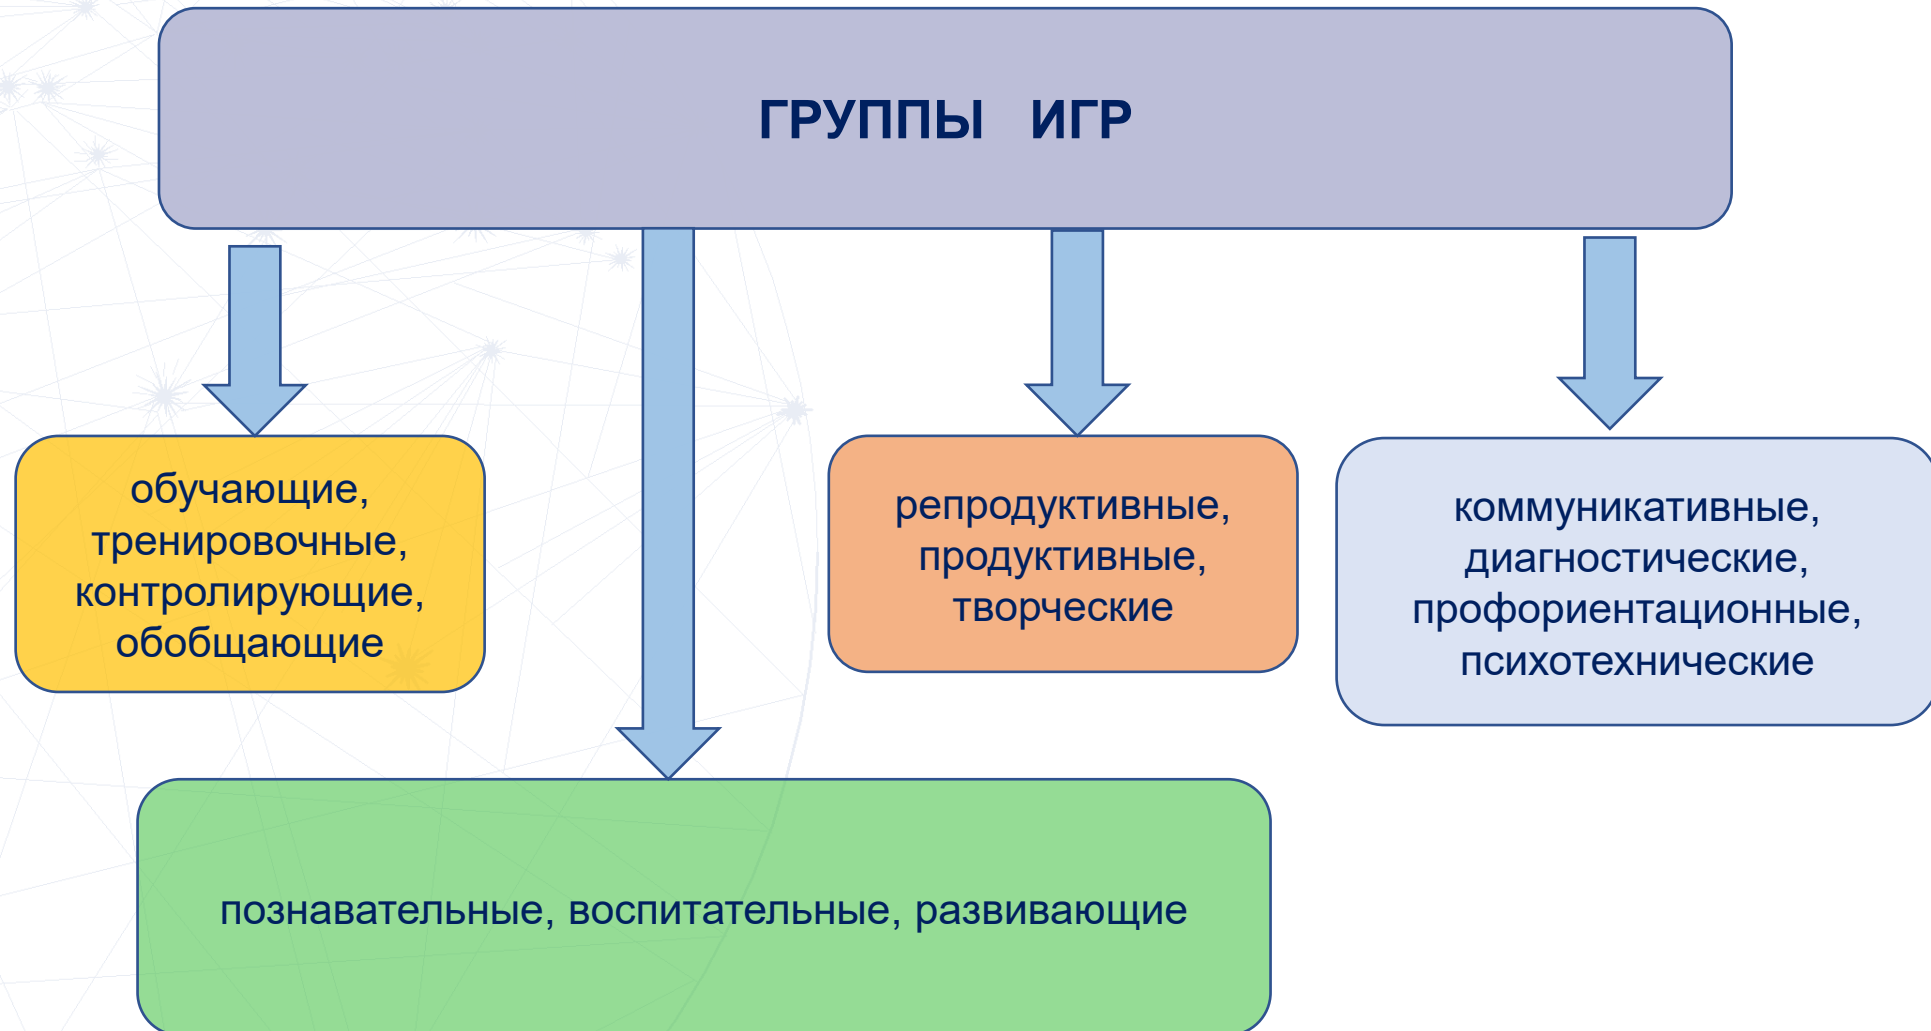 ГРУППЫ ИГР
обучающие,
тренировочные,
контролирующие,
обобщающие
репродуктивные,
продуктивные,
творческие
коммуникативные,
диагностические,
профориентационные,
психотехнические
познавательные, воспитательные, развивающие